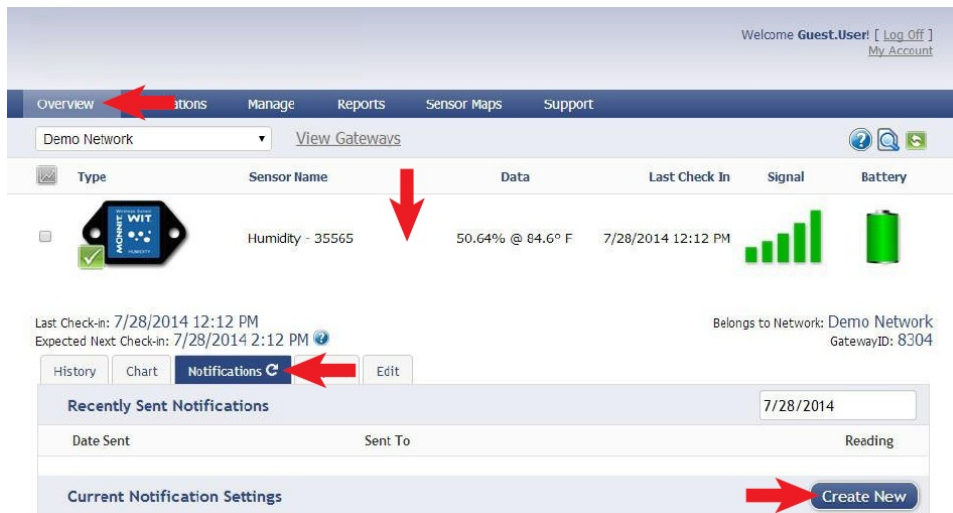 Welcome Guest.User! [ Log Off ]
My Account
Overview ations Manage Reports Sensor Maps Support
Demo Network View Gateways
Type Sensor Name Data Last Check In Signal Battery
MONNIT WIT
HUMIDITY
Humidity - 35565 50.64% @ 84.6° F 7/28/2014 12:12 PM
Last Check-in: 7/28/2014 12:12 PM Belongs to Network: Demo Network
Expected Next Check-in: 7/28/2014 2:12 PM GatewayID: 8304
History Chart Notifications Edit
Recently Sent Notifications 7/28/2014
Date Sent Sent To Reading
Current Notification Settings Create New